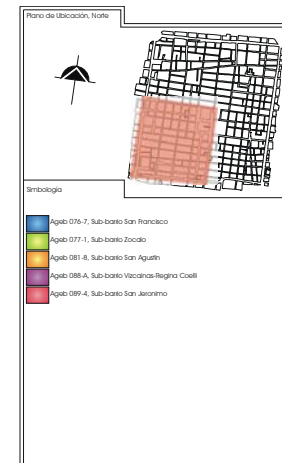 Plano de Ubicación, Norte
Simbologia
Ageb 076-7, Sub-barrio San Francisco
Ageb 077-1, Sub-barrio Zocalo
Ageb 081-8, Sub-barrio San Agustin
Ageb 088-A, Sub-barrio Vizcainas-Regina Coelli
Ageb 089-4, Sub-barrio San Jeronimo